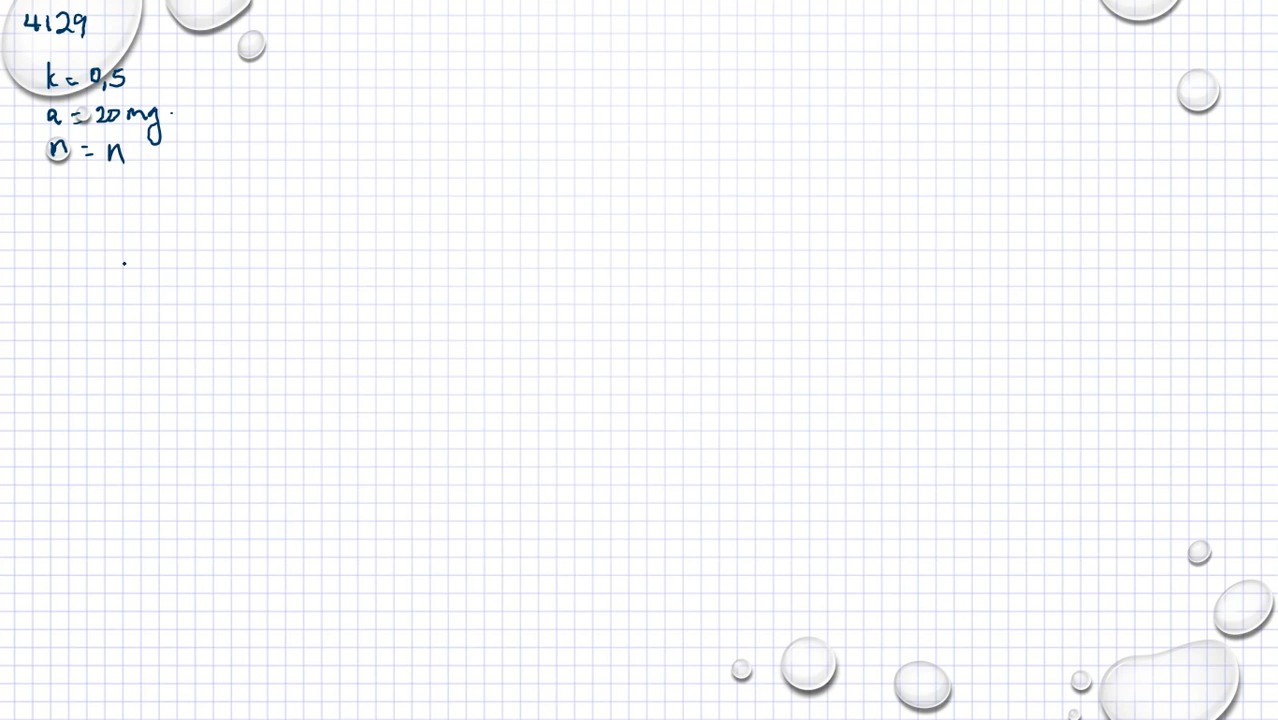 4129
k = 0,5
a = 20 mg.
n = n